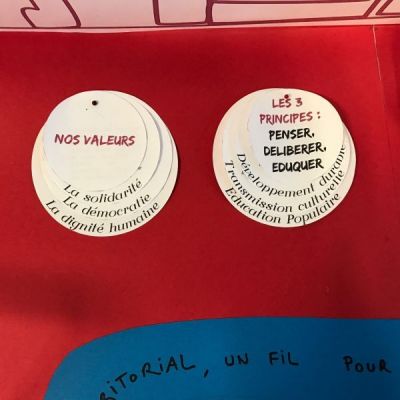 NOS VALEURS
La solidarité
La démocratie
La dignité humaine
LES 3
PRINCIPES :
PENSER,
DELIBERER,
EDUQUER
Développement durable
Transmission culturelle
Education Populaire
BITORIAL, UN FIL POUR